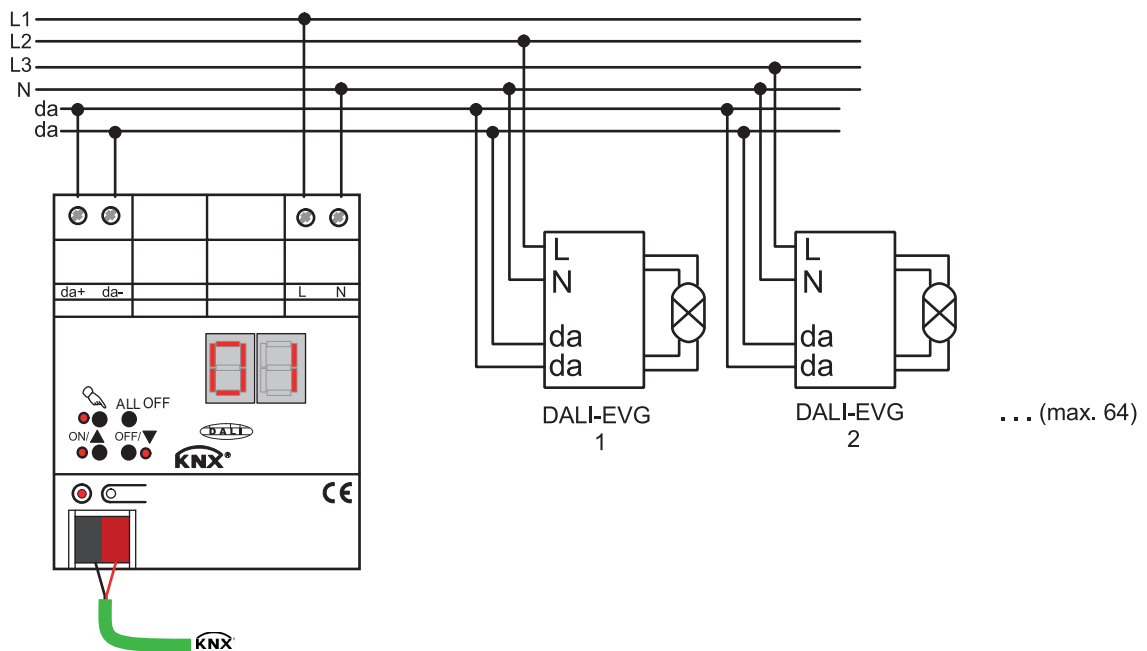 L1
L2
L3
N
da
da
da+ da- L N
01
ALL OFF
ON/▲ OFF/▼
DALI
KNX®
CE
KNX
L
N
da
da
DALI-EVG
1
L
N
da
da
DALI-EVG
2
... (max. 64)